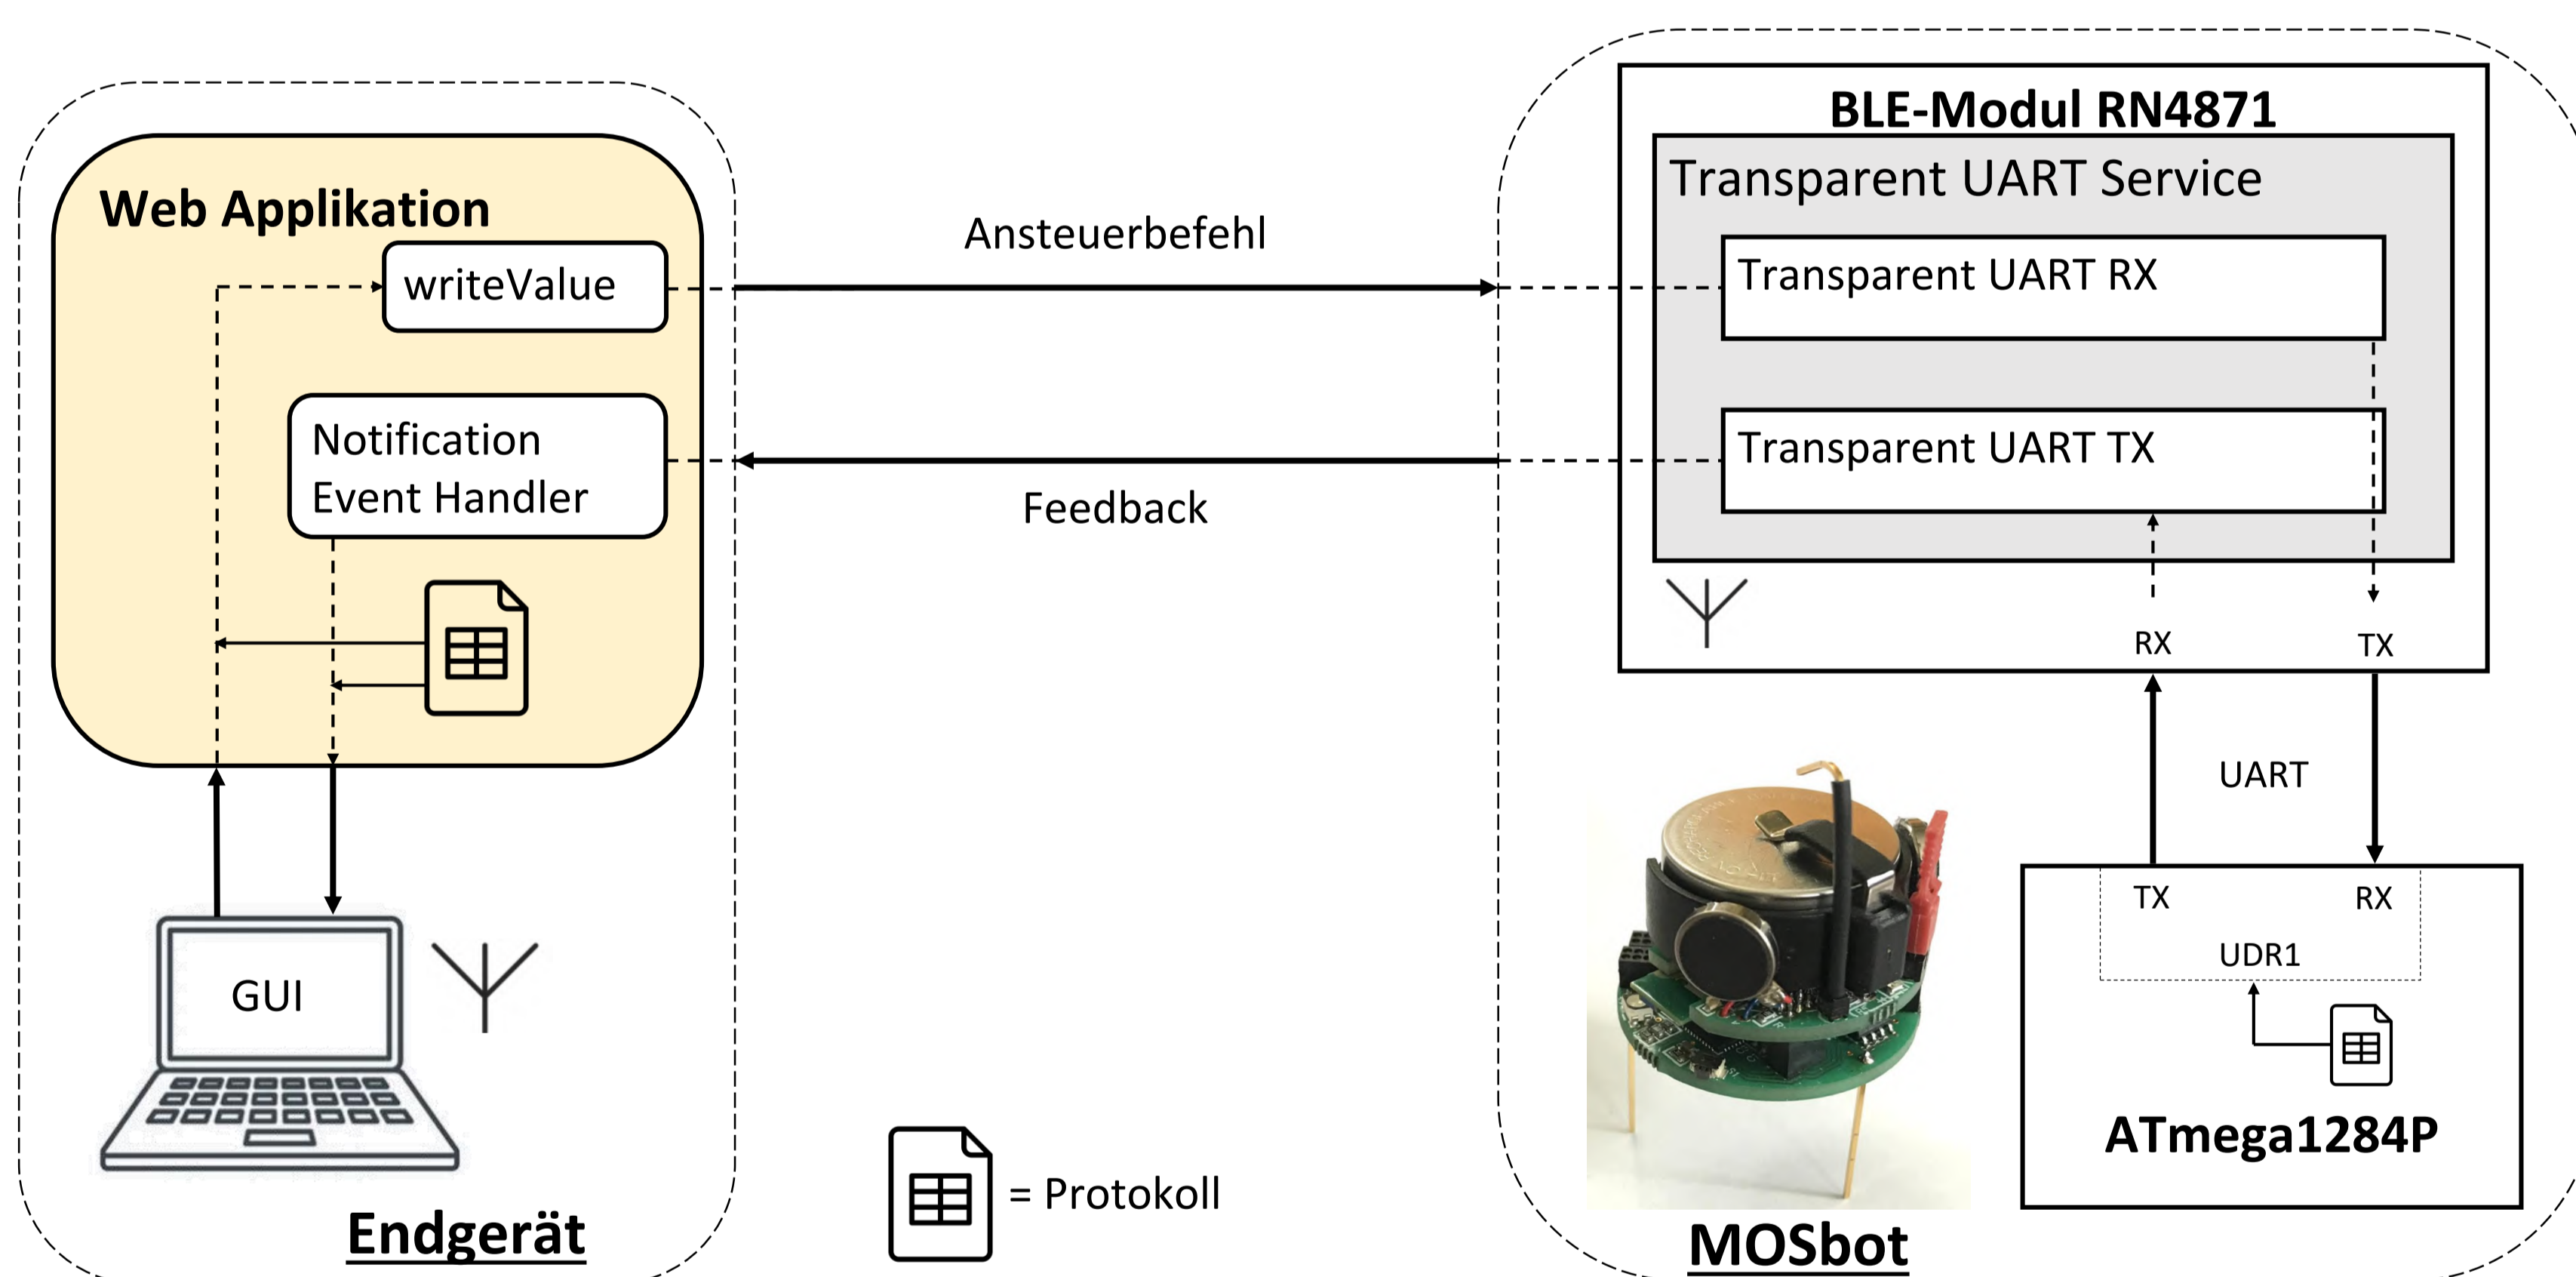 BLE-Modul RN4871
Transparent UART Service
Web Applikation
Ansteuerbefehl
writeValue
Transparent UART RX
Notification
Event Handler
Transparent UART TX
Feedback
RX
TX
UART
TX
RX
UDR1
GUI
ATmega1284P
= Protokoll
Endgerät
MOSbot